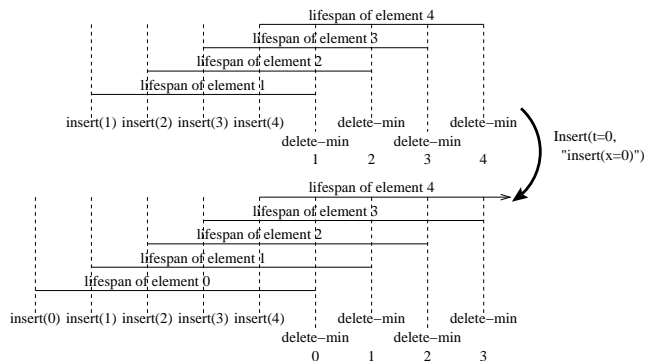 lifespan of element 4
lifespan of element 3
lifespan of element 2
lifespan of element 1
insert(1) insert(2) insert(3) insert(4) delete−min delete−min
delete−min delete−min
1 2 3 4
Insert(t=0,
"insert(x=0)")
lifespan of element 4
lifespan of element 3
lifespan of element 2
lifespan of element 1
lifespan of element 0
insert(0) insert(1) insert(2) insert(3) insert(4) delete−min delete−min
delete−min delete−min
0 1 2 3